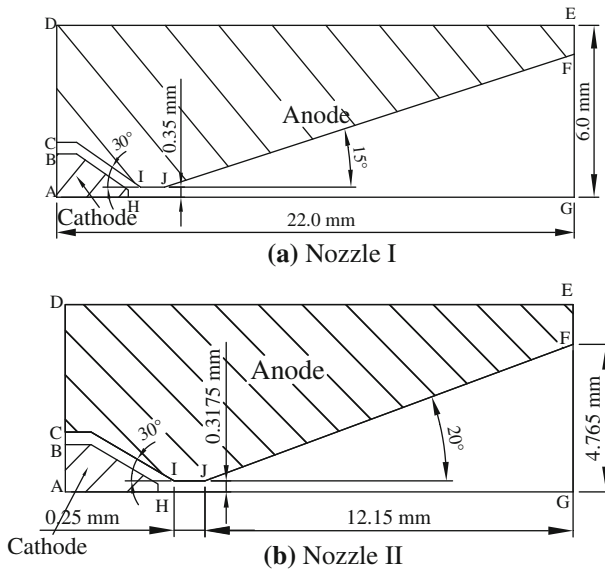 D
E
F
Anode
0.35 mm
6.0 mm
C
B
30°
I
J
15°
A
Cathode
H
G
22.0 mm
(a) Nozzle I
D
E
F
Anode
0.3175 mm
4.765 mm
C
B
30°
I
J
20°
A
H
G
0.25 mm
12.15 mm
Cathode
(b) Nozzle II